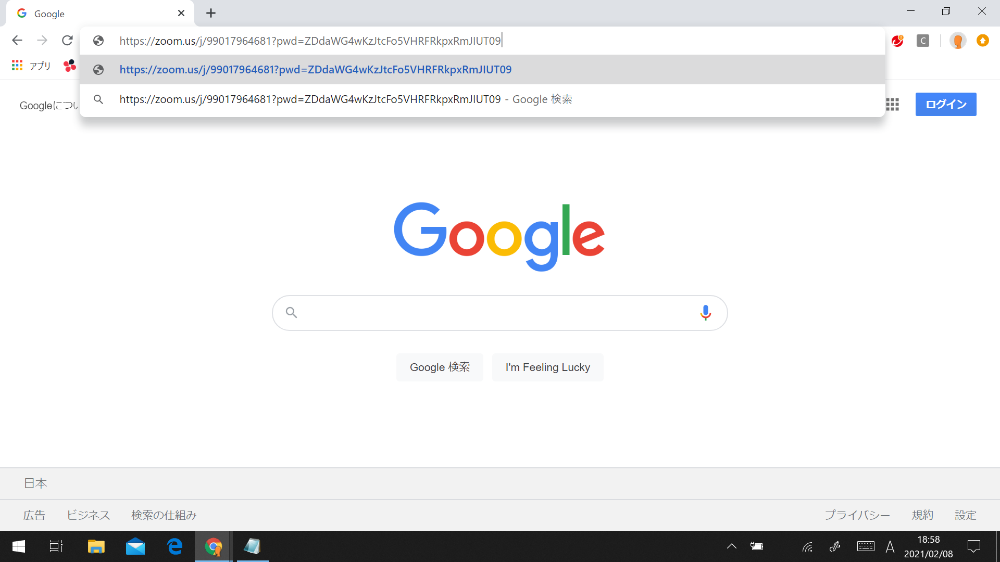 Google
https://zoom.us/j/99017964681?pwd=ZDdaWG4wKzJtcFo5VHRFRkpxRmJIUT09
https://zoom.us/j/99017964681?pwd=ZDdaWG4wKzJtcFo5VHRFRkpxRmJIUT09
アプリ
https://zoom.us/j/99017964681?pwd=ZDdaWG4wKzJtcFo5VHRFRkpxRmJIUT09 - Google 検索
Googleについ
ログイン
Google
Google 検索 I'm Feeling Lucky
日本
広告 ビジネス 検索の仕組み プライバシー 規約 設定
A 18:58
2021/02/08